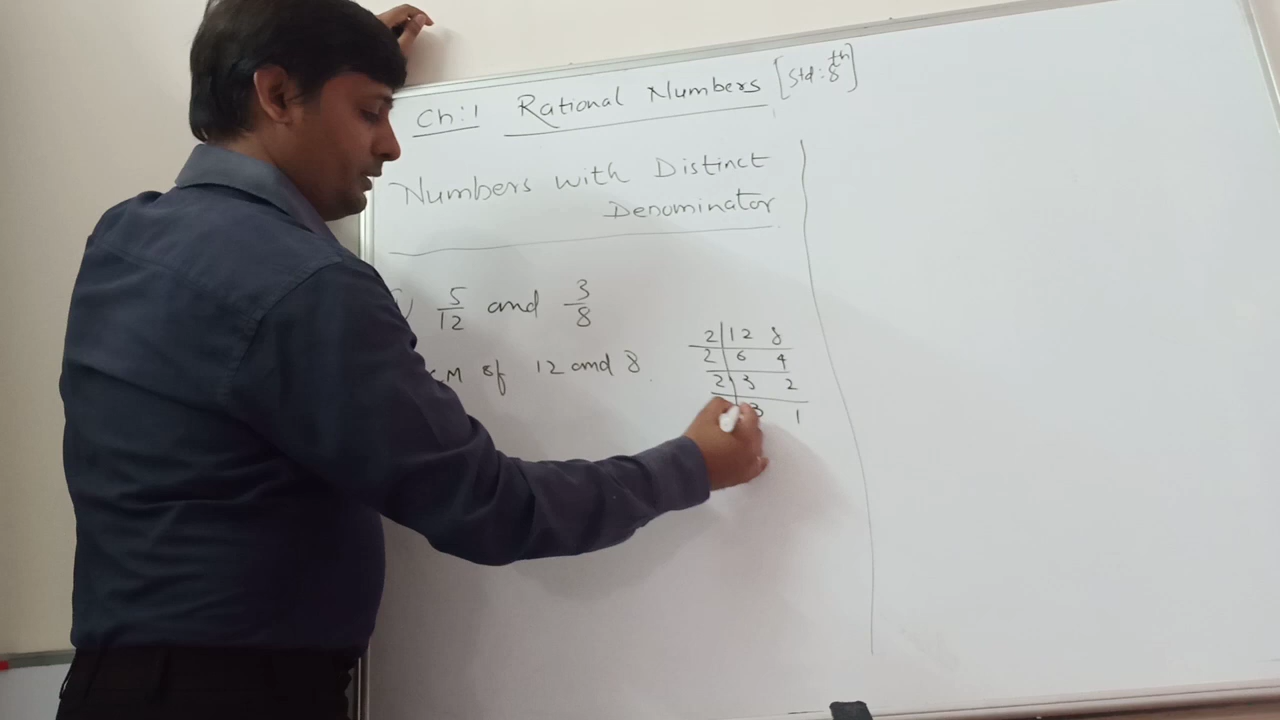 Ch:1 Rational Numbers [Std: 8th]
Numbers with Distinct
Denominator
5/12 and 3/8
of 12 and 8.
2 | 12 8
2 | 6 4
2 | 3 2
3 1